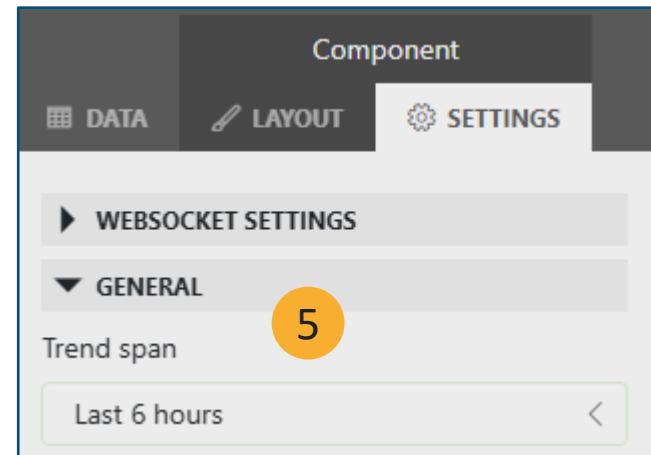 Component
DATA LAYOUT SETTINGS
WEBSOCKET SETTINGS
GENERAL
5
Trend span
Last 6 hours